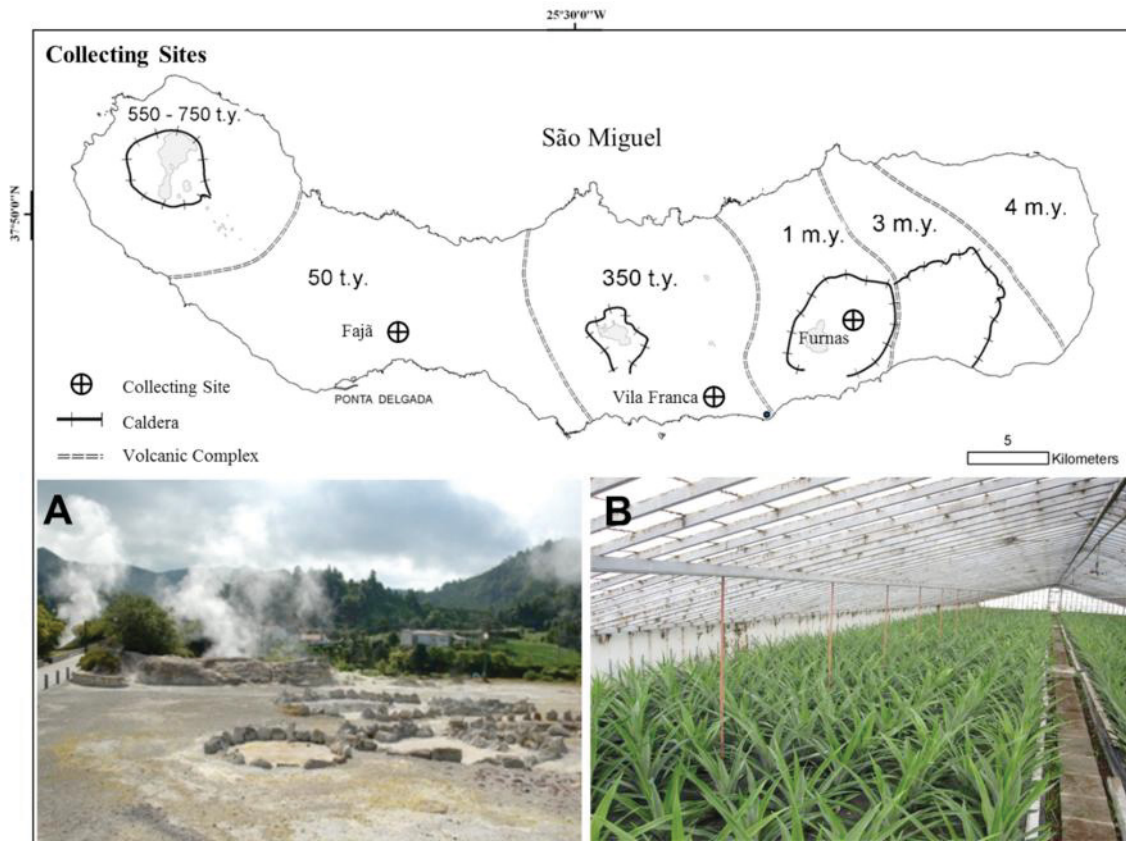 25°30'0"W
Collecting Sites
550 - 750 t.y.
São Miguel
37°50'0"N
4 m.y.
3 m.y.
1 m.y.
50 t.y.
350 t.y.
Fajã
Furnas
Collecting Site
Vila Franca
PONTA DELGADA
Caldera
5
Volcanic Complex
Kilometers
A
B